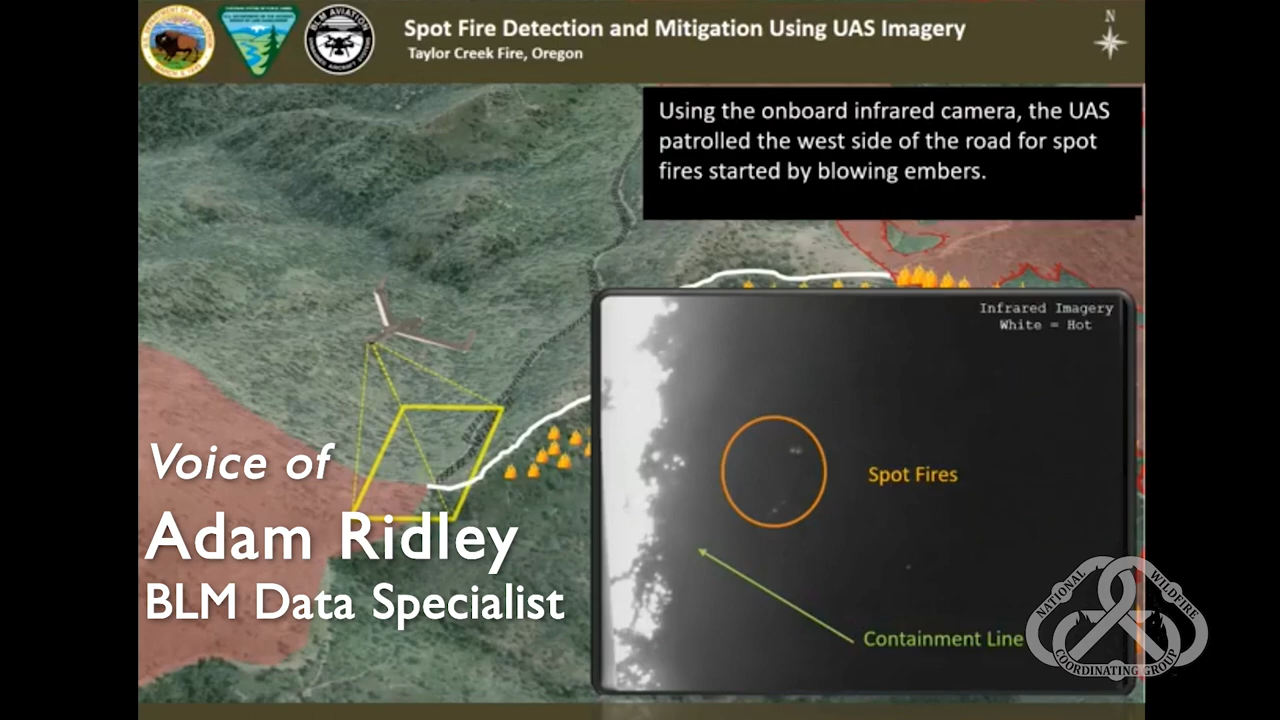 Spot Fire Detection and Mitigation Using UAS Imagery
Taylor Creek Fire, Oregon
N
BLM AVIATION
Using the onboard infrared camera, the UAS
patrolled the west side of the road for spot
fires started by blowing embers.
Infrared Imagery
White = Hot
Spot Fires
Containment Line
Voice of
Adam Ridley
BLM Data Specialist
NATIONAL WILDFIRE
COORDINATING GROUP